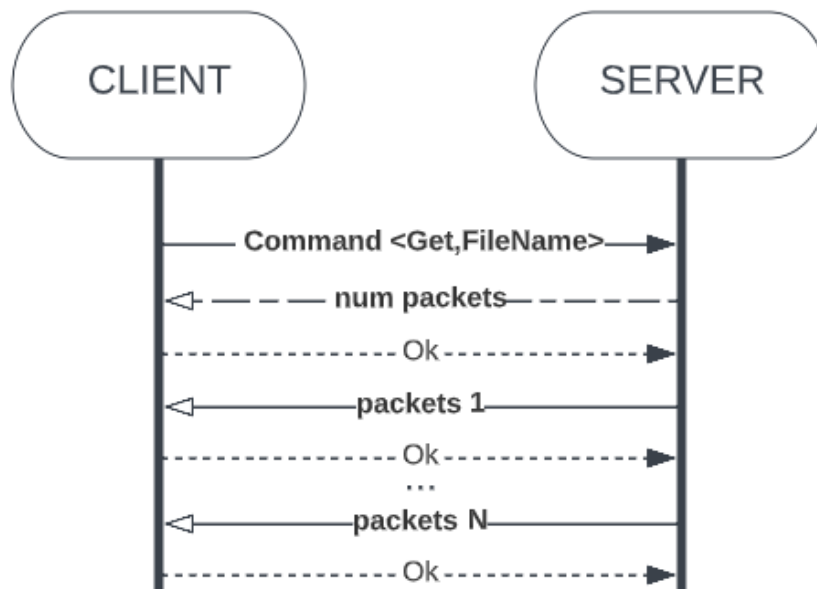 CLIENT
SERVER
Command <Get,FileName>
num packets
Ok
packets 1
Ok
...
packets N
Ok